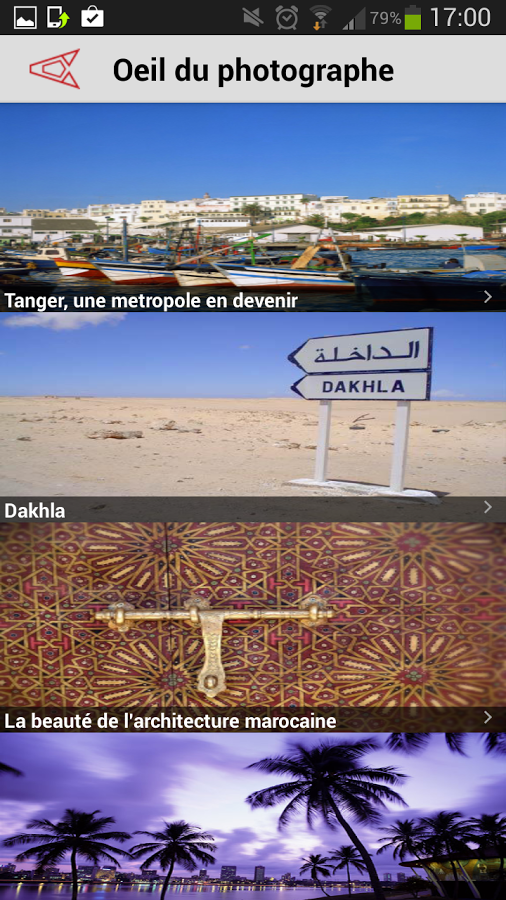 79% 17:00
Oeil du photographe
Tanger, une metropole en devenir
الداخلة
DAKHLA
Dakhla
La beauté de l'architecture marocaine